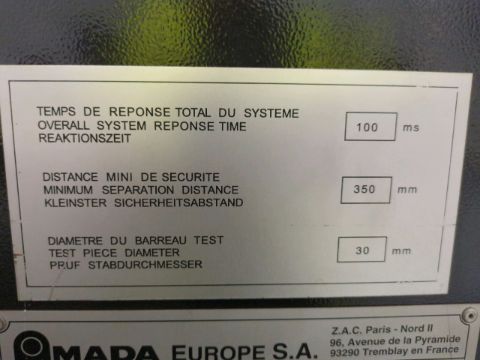 TEMPS DE REPONSE TOTAL DU SYSTEME
OVERALL SYSTEM REPONSE TIME
REAKTIONSZEIT
100 ms
DISTANCE MINI DE SECURITE
MINIMUM SEPARATION DISTANCE
KLEINSTER SICHERHEITSABSTAND
350 mm
DIAMETRE DU BARREAU TEST
TEST PIECE DIAMETER
PRUF STABDURCHMESSER
30 mm
AMADA EUROPE S.A.
Z.A.C. Paris - Nord II
96, Avenue de la Pyramide
93290 Tremblay en France